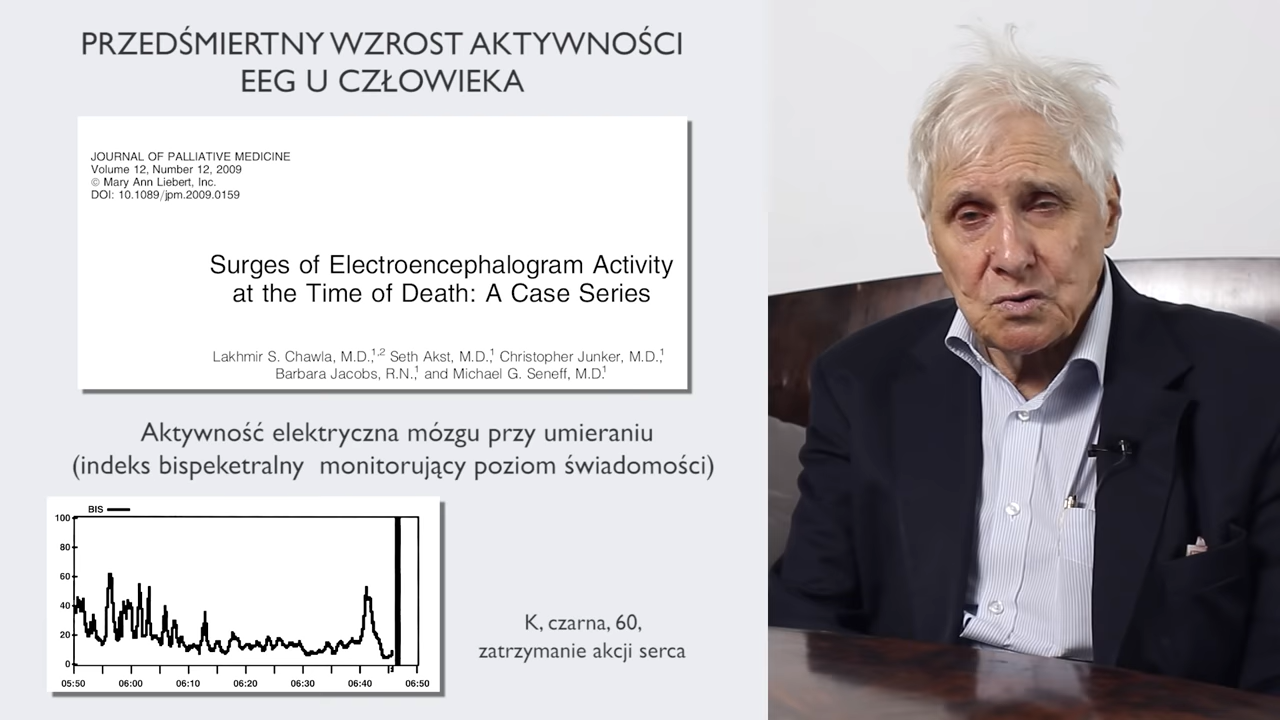 PRZEDŚMIERTNY WZROST AKTYWNOŚCI
EEG U CZŁOWIEKA
JOURNAL OF PALLIATIVE MEDICINE
Volume 12, Number 12, 2009
© Mary Ann Liebert, Inc.
DOI: 10.1089/jpm.2009.0159
Surges of Electroencephalogram Activity
at the Time of Death: A Case Series
Lakhmir S. Chawla, M.D.,1,2 Seth Akst, M.D.,1 Christopher Junker, M.D.,1
Barbara Jacobs, R.N.,1 and Michael G. Seneff, M.D.1
Aktywność elektryczna mózgu przy umieraniu
(indeks bispeketralny monitorujący poziom świadomości)
BIS
100
80
60
40
20
0
05:50 06:00 06:10 06:20 06:30 06:40 06:50
K, czarna, 60,
zatrzymanie akcji serca